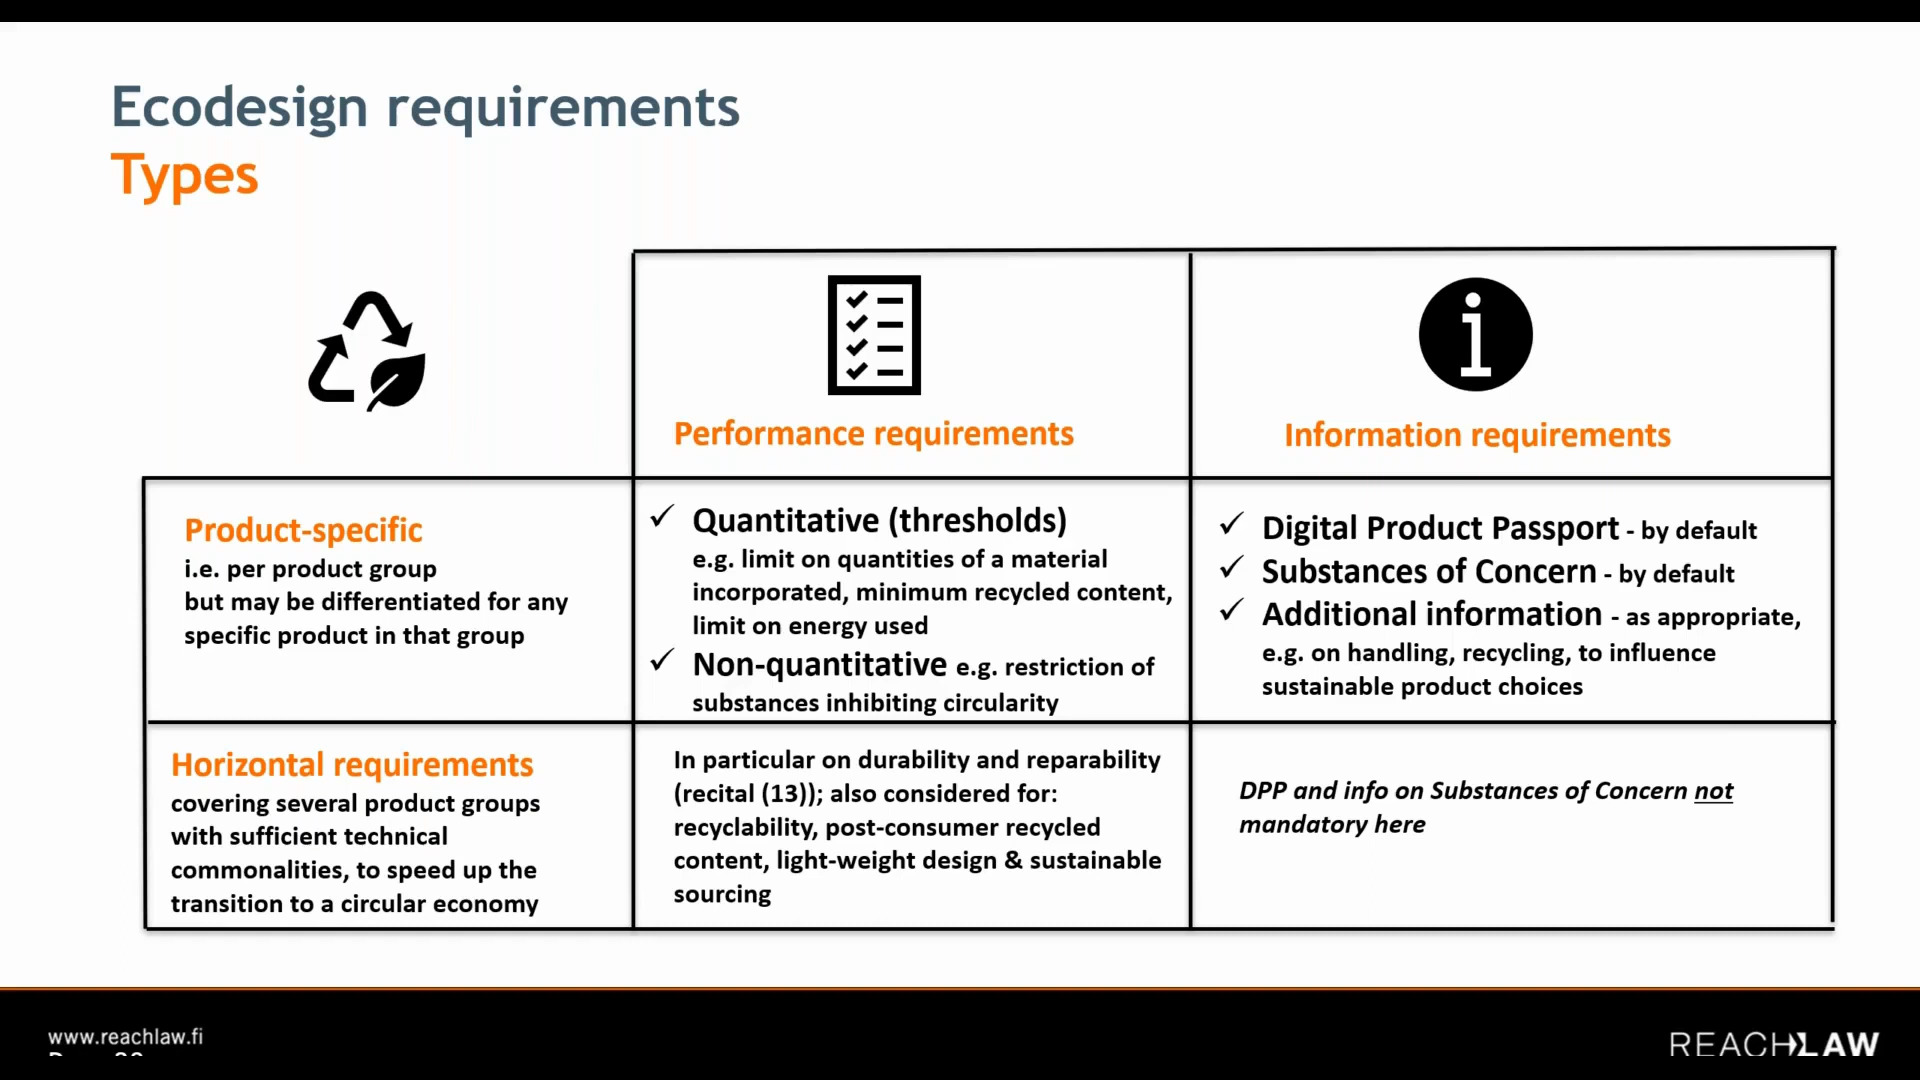 Ecodesign requirements
Types
Performance requirements
Information requirements
Product-specific
i.e. per product group
but may be differentiated for any
specific product in that group
✓ Quantitative (thresholds)
e.g. limit on quantities of a material
incorporated, minimum recycled content,
limit on energy used
✓ Non-quantitative e.g. restriction of
substances inhibiting circularity
✓ Digital Product Passport - by default
✓ Substances of Concern - by default
✓ Additional information - as appropriate,
e.g. on handling, recycling, to influence
sustainable product choices
Horizontal requirements
covering several product groups
with sufficient technical
commonalities, to speed up the
transition to a circular economy
In particular on durability and reparability
(recital (13)); also considered for:
recyclability, post-consumer recycled
content, light-weight design & sustainable
sourcing
DPP and info on Substances of Concern not
mandatory here
www.reachlaw.fi
REACHLAW